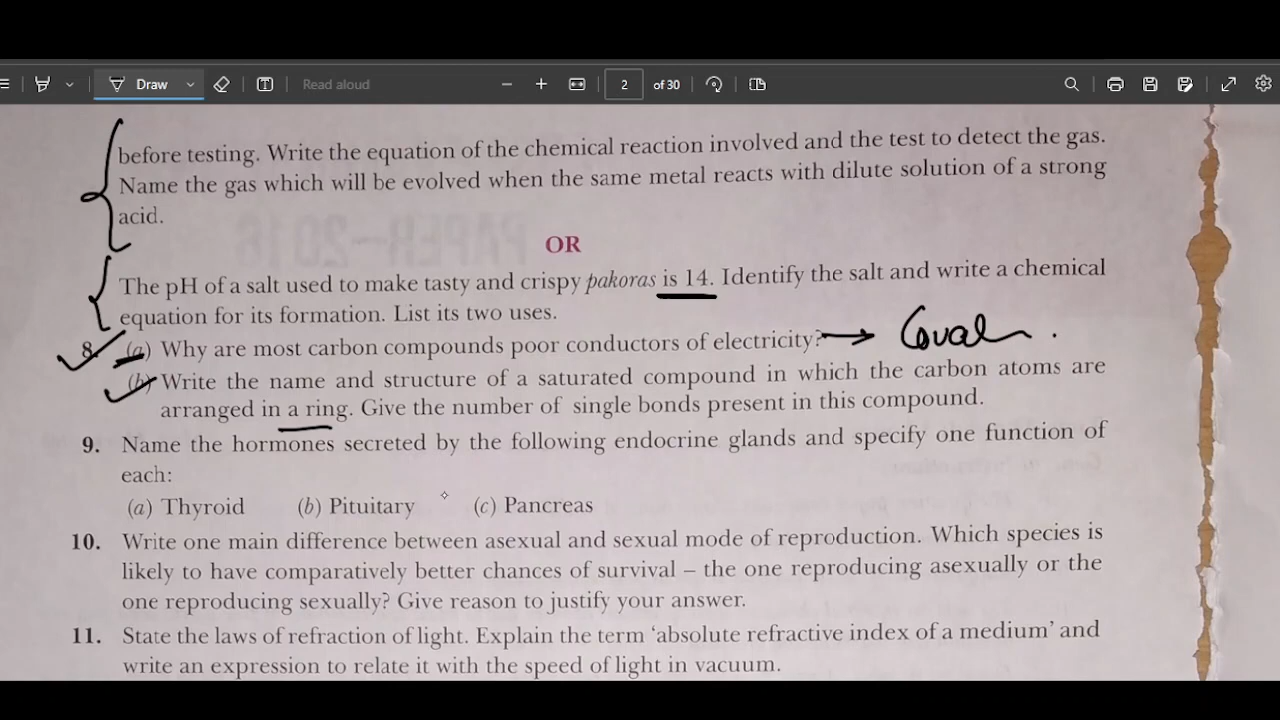 Draw
Read aloud
2
of 30
before testing. Write the equation of the chemical reaction involved and the test to detect the gas.
Name the gas which will be evolved when the same metal reacts with dilute solution of a strong
acid.
OR
The pH of a salt used to make tasty and crispy pakoras is 14. Identify the salt and write a chemical
equation for its formation. List its two uses.
8. (a) Why are most carbon compounds poor conductors of electricity?
(b) Write the name and structure of a saturated compound in which the carbon atoms are
arranged in a ring. Give the number of single bonds present in this compound.
9. Name the hormones secreted by the following endocrine glands and specify one function of
each:
(a) Thyroid (b) Pituitary (c) Pancreas
10. Write one main difference between asexual and sexual mode of reproduction. Which species is
likely to have comparatively better chances of survival – the one reproducing asexually or the
one reproducing sexually? Give reason to justify your answer.
11. State the laws of refraction of light. Explain the term ‘absolute refractive index of a medium’ and
write an expression to relate it with the speed of light in vacuum.